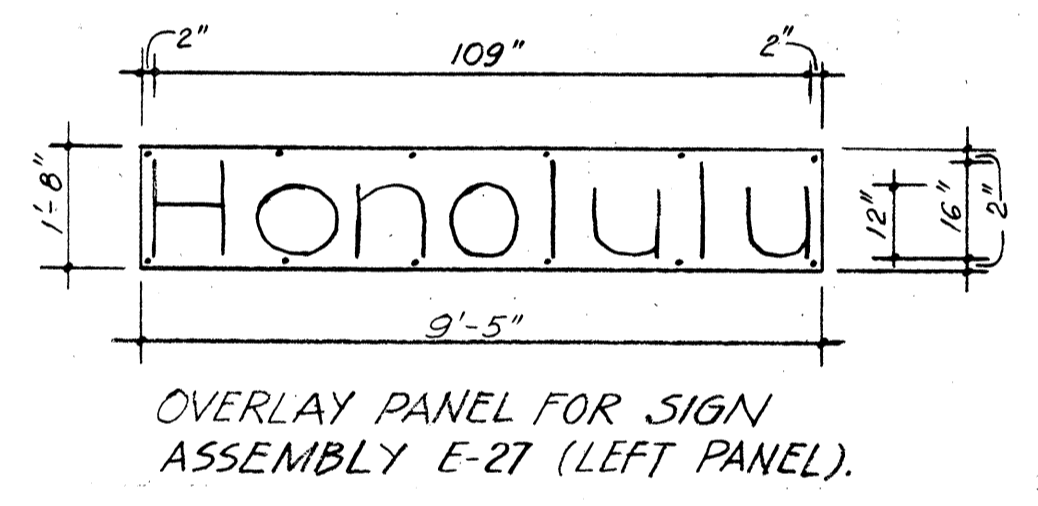 2" 109" 2"
1'-8" Honolulu 12" 16" 2"
9'-5"
OVERLAY PANEL FOR SIGN
ASSEMBLY E-27 (LEFT PANEL).